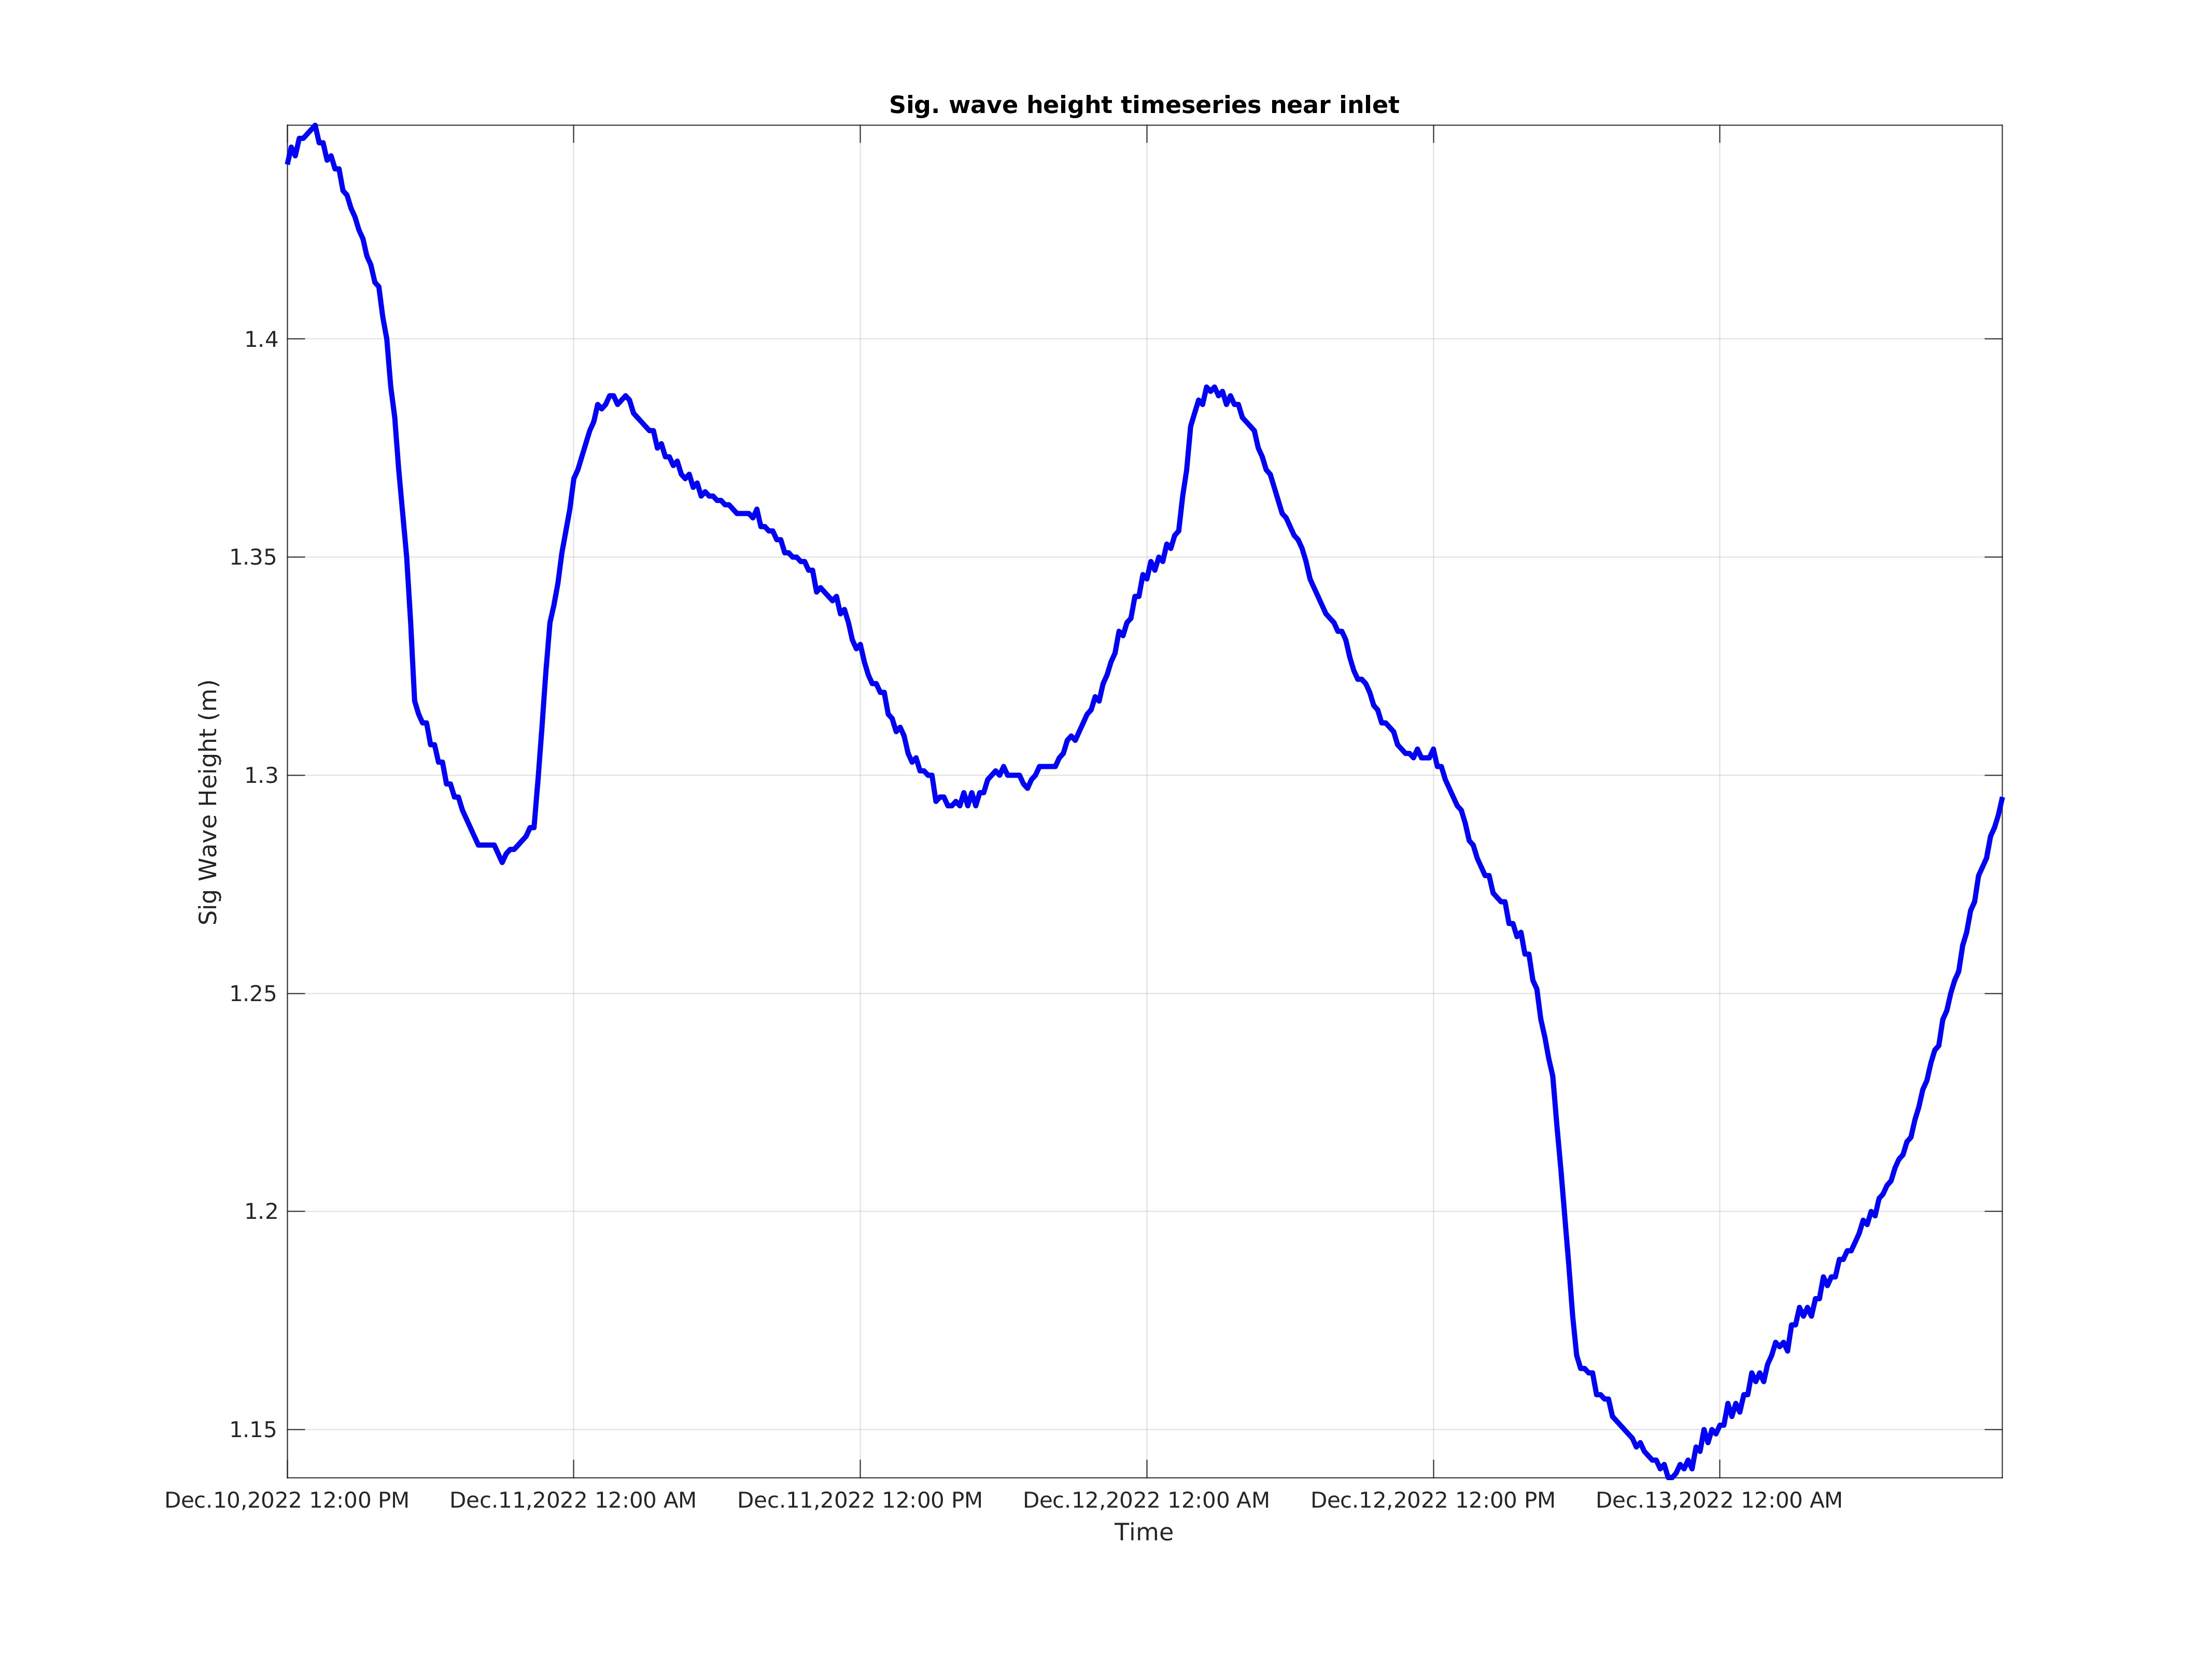 Sig. wave height timeseries near inlet
1.4
1.35
1.3
1.25
1.2
1.15
Sig Wave Height (m)
Dec.10,2022 12:00 PM
Dec.11,2022 12:00 AM
Dec.11,2022 12:00 PM
Dec.12,2022 12:00 AM
Dec.12,2022 12:00 PM
Dec.13,2022 12:00 AM
Time